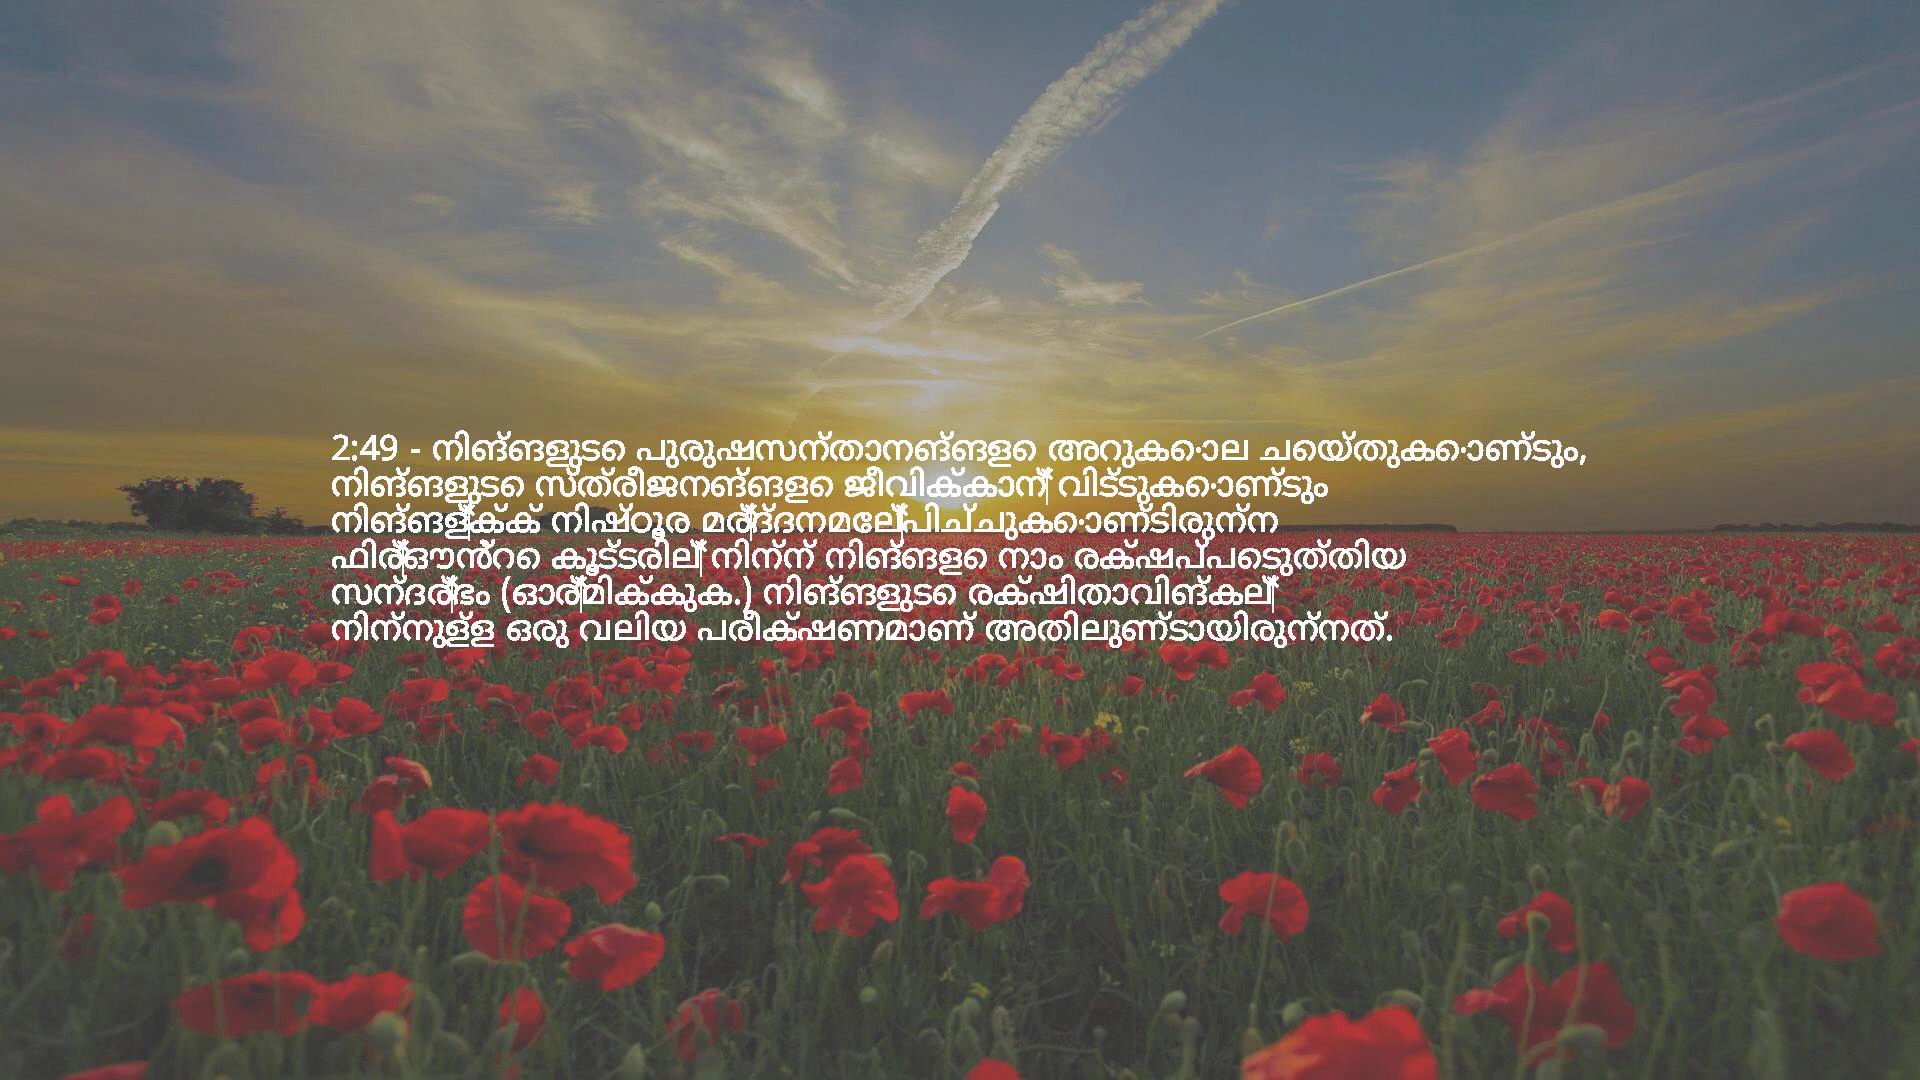 2:49 - നിങ്ങളുടെ പുരുഷസന്താനങ്ങളെ അറുകൊല ചെയ്തുകൊണ്ടും,
നിങ്ങളുടെ സ്ത്രീജനങ്ങളെ ജീവിക്കാന്‍ വിട്ടുകൊണ്ടും
നിങ്ങള്‍ക്ക് നിഷ്ഠൂര മര്‍ദ്ദനമേല്‍പിച്ചുകൊണ്ടിരുന്ന
ഫിര്‍ഔന്‍റെ കൂട്ടരില്‍ നിന്ന് നിങ്ങളെ നാം രക്ഷപ്പെടുത്തിയ
സന്ദര്‍ഭം (ഓര്‍മിക്കുക.) നിങ്ങളുടെ രക്ഷിതാവിങ്കല്‍
നിന്നുള്ള ഒരു വലിയ പരീക്ഷണമാണ് അതിലുണ്ടായിരുന്നത്.